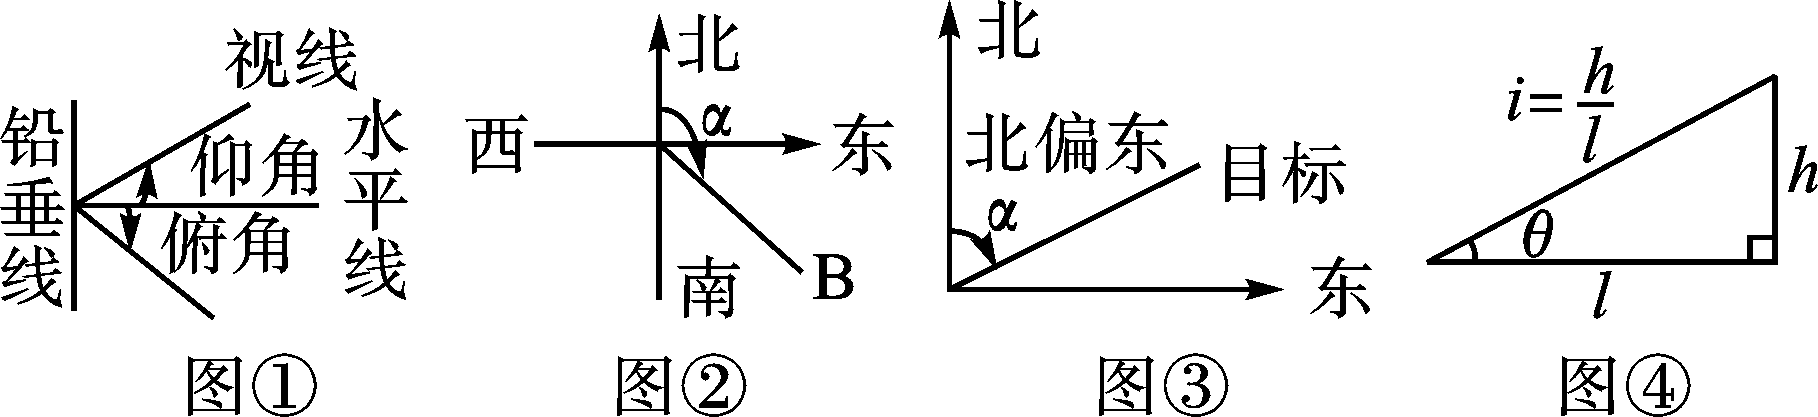 视线
铅垂线
仰角
俯角
水平线
图①
北
α
西
东
南
B
图②
北
北偏东
目标
α
东
图③
i=h/l
h
θ
l
图④